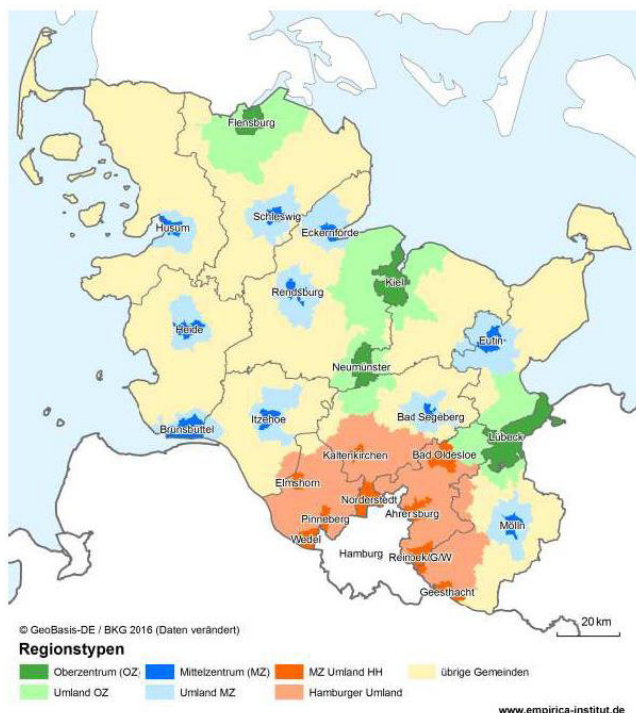 Flensburg
Schleswig
Husum
Eckernförde
Kiel
Rendsburg
Heide
Eutin
Neumünster
Itzehoe
Bad Segeberg
Brunsbüttel
Lübeck
Kaltenkirchen
Bad Oldesloe
Elmshorn
Norderstedt
Ahrensburg
Pinneberg
Mölln
Wedel
Hamburg
Reinbek/G/W
Geesthacht
20 km
© GeoBasis-DE / BKG 2016 (Daten verändert)
Regionstypen
Oberzentrum (OZ) Mittelzentrum (MZ) MZ Umland HH übrige Gemeinden
Umland OZ Umland MZ Hamburger Umland
www.empirica-institut.de